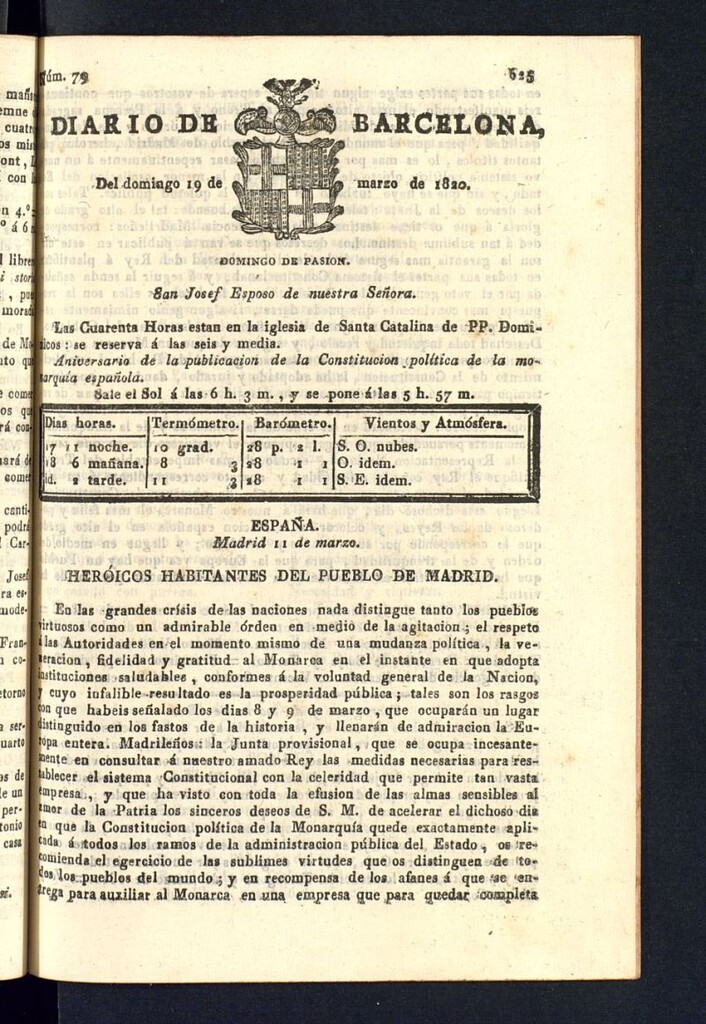 Núm. 79 625
DIARIO DE BARCELONA,
Del domingo 19 de marzo de 1820.
DOMINGO DE PASION.
San Josef Esposo de nuestra Señora.
Las Cuarenta Horas estan en la iglesia de Santa Catalina de PP. Domi-
nicos : se reserva á las seis y media.
Aniversario de la publicacion de la Constitucion política de la mo-
narquía española.
Sale el Sol á las 6 h. 3 m., y se pone á las 5 h. 57 m.
Dias horas. Termómetro. Barómetro. Vientos y Atmósfera.
17 11 noche. 10 grad. 28 p. 2 l. S. O. nubes.
18 6 mañana. 8 3 28 1 1 O. idem.
id. 2 tarde. 11 3 28 1 1 S. E. idem.
ESPAÑA.
Madrid 11 de marzo.
HERÓICOS HABITANTES DEL PUEBLO DE MADRID.
En las grandes crísis de las naciones nada distingue tanto los pueblos
virtuosos como un admirable órden en medio de la agitacion ; el respeto
á las Autoridades en el momento mismo de una mudanza política , la ve-
neracion , fidelidad y gratitud al Monarca en el instante en que adopta
instituciones saludables , conformes á la voluntad general de la Nacion,
y cuyo infalible resultado es la prosperidad pública ; tales son los rasgos
con que habeis señalado los dias 8 y 9 de marzo , que ocuparán un lugar
distinguido en los fastos de la historia , y llenarán de admiracion la Eu-
ropa entera. Madrileños : la Junta provisional , que se ocupa incesante-
mente en consultar á nuestro amado Rey las medidas necesarias para res-
tablecer el sistema Constitucional con la celeridad que permite tan vasta
empresa , y que ha visto con toda la efusion de las almas sensibles al
amor de la Patria los sinceros deseos de S. M. de acelerar el dichoso dia
en que la Constitucion política de la Monarquía quede exactamente apli-
cada á todos los ramos de la administracion pública del Estado , os re-
comienda el egercicio de las sublimes virtudes que os distinguen de to-
dos los pueblos del mundo ; y en recompensa de los afanes á que se en-
trega para auxiliar al Monarca en una empresa que para quedar completa